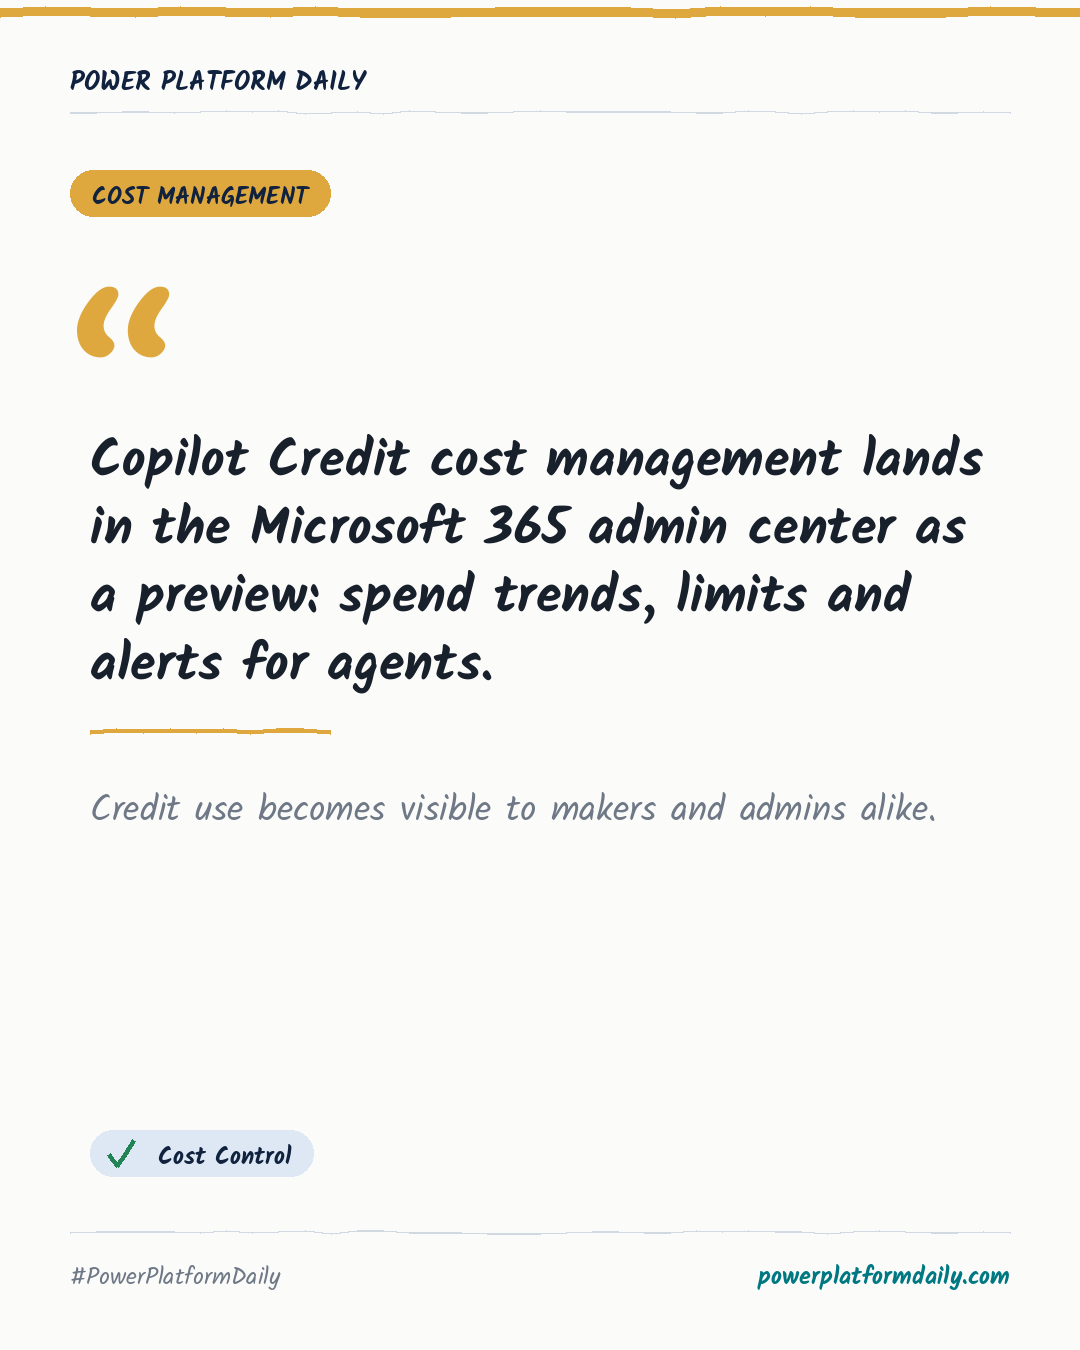 POWER PLATFORM DAILY
COST MANAGEMENT
“
Copilot Credit cost management lands
in the Microsoft 365 admin center as
a preview: spend trends, limits and
alerts for agents.
Credit use becomes visible to makers and admins alike.
Cost Control
#PowerPlatformDaily
powerplatformdaily.com